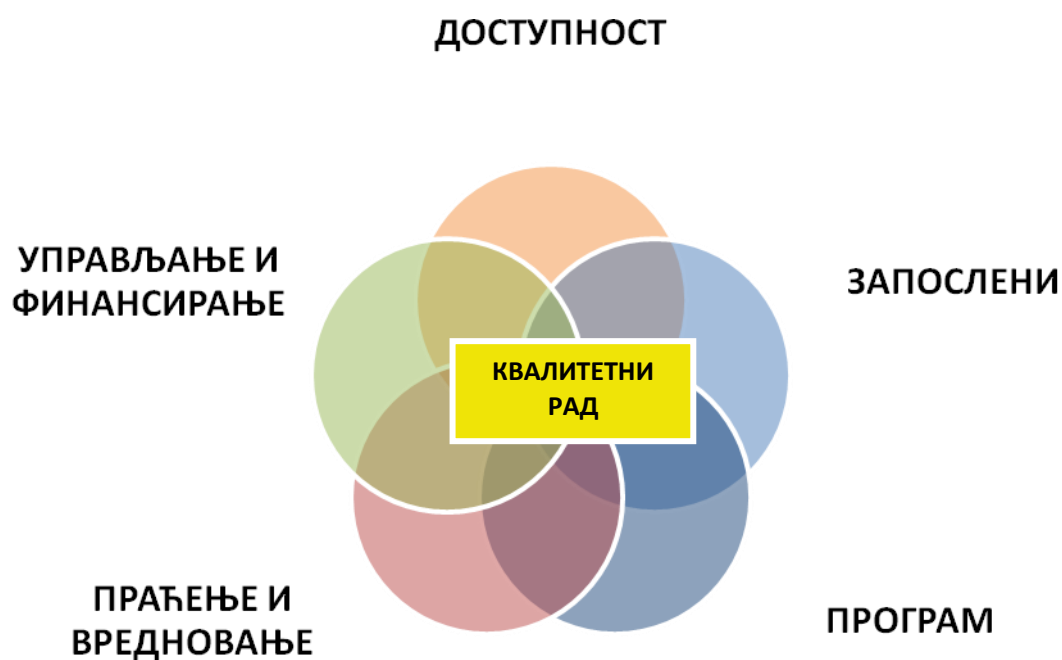 ДОСТУПНОСТ
УПРАВЉАЊЕ И
ФИНАНСИРАЊЕ
ЗАПОСЛЕНИ
КВАЛИТЕТНИ
РАД
ПРАЋЕЊЕ И
ВРЕДНОВАЊЕ
ПРОГРАМ